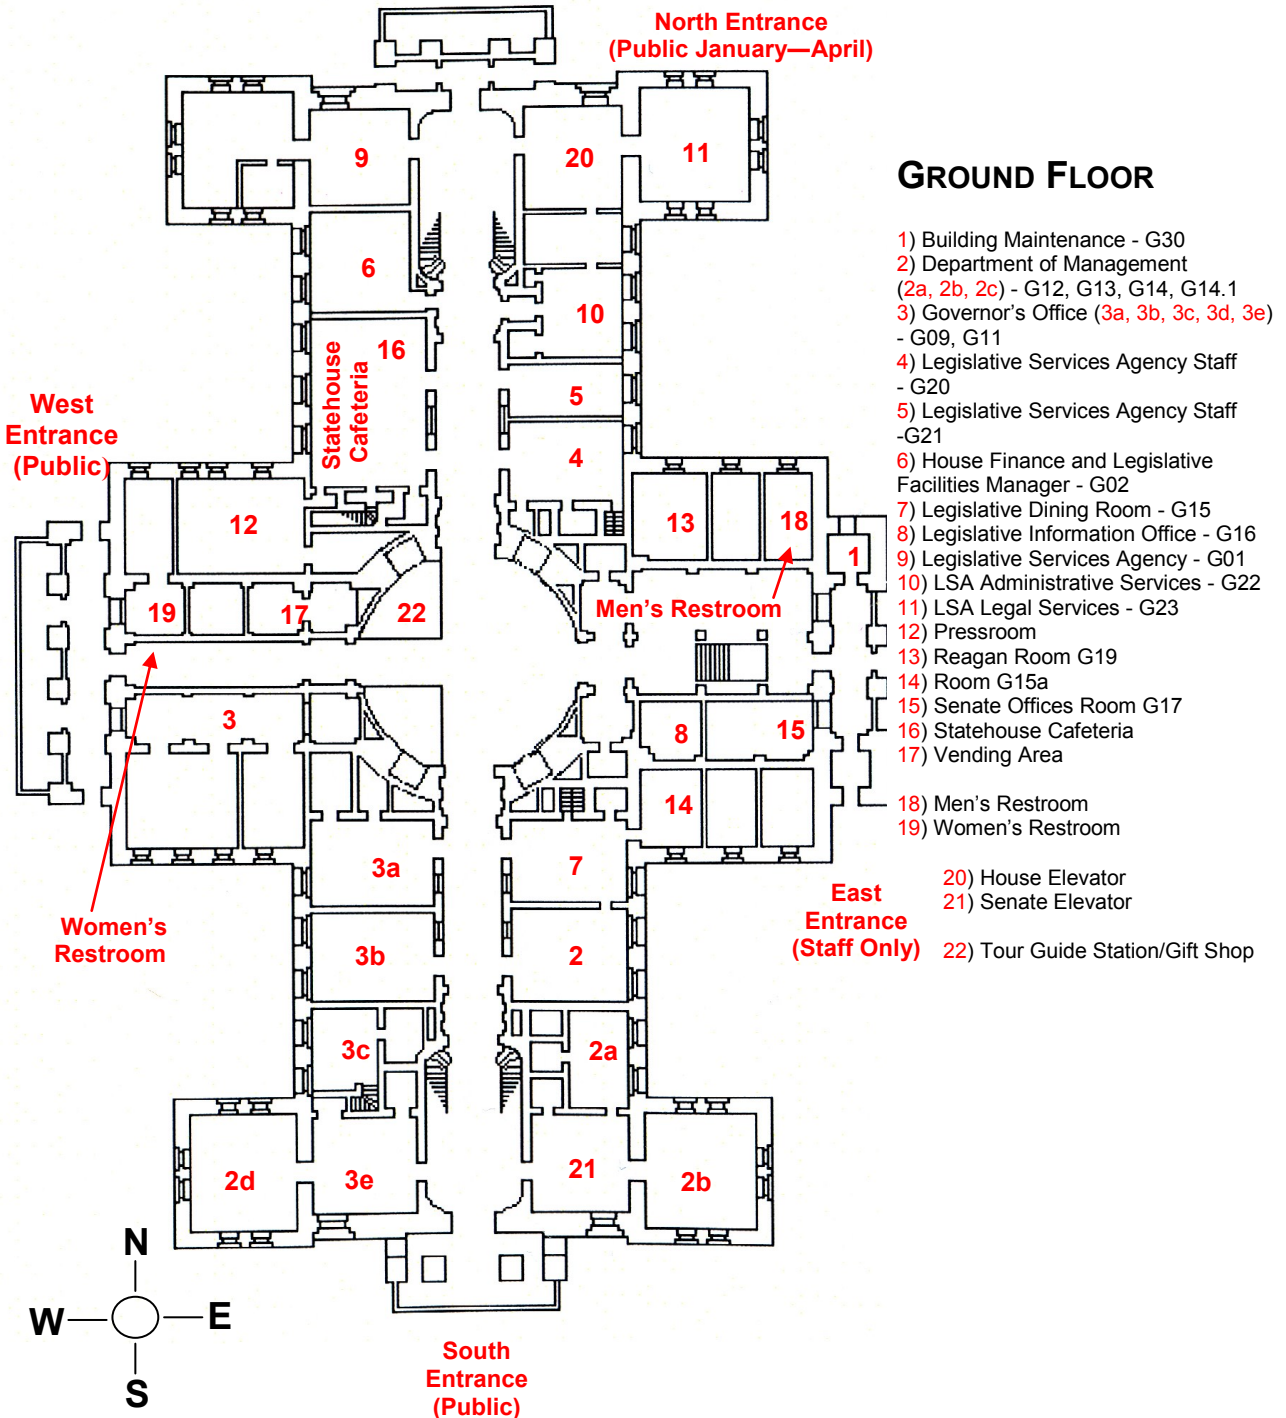 North Entrance
(Public January—April)
9
20
11
6
10
16
Statehouse
Cafeteria
5
4
West
Entrance
(Public)
12
13
18
1
19
17
22
Men's Restroom
3
8
15
14
3a
7
Women's
Restroom
3b
2
East
Entrance
(Staff Only)
3c
2a
2d
3e
21
2b
N
W
E
S
South
Entrance
(Public)
GROUND FLOOR
1) Building Maintenance - G30
2) Department of Management
(2a, 2b, 2c) - G12, G13, G14, G14.1
3) Governor's Office (3a, 3b, 3c, 3d, 3e)
- G09, G11
4) Legislative Services Agency Staff
- G20
5) Legislative Services Agency Staff
-G21
6) House Finance and Legislative
Facilities Manager - G02
7) Legislative Dining Room - G15
8) Legislative Information Office - G16
9) Legislative Services Agency - G01
10) LSA Administrative Services - G22
11) LSA Legal Services - G23
12) Pressroom
13) Reagan Room G19
14) Room G15a
15) Senate Offices Room G17
16) Statehouse Cafeteria
17) Vending Area
18) Men's Restroom
19) Women's Restroom
20) House Elevator
21) Senate Elevator
22) Tour Guide Station/Gift Shop